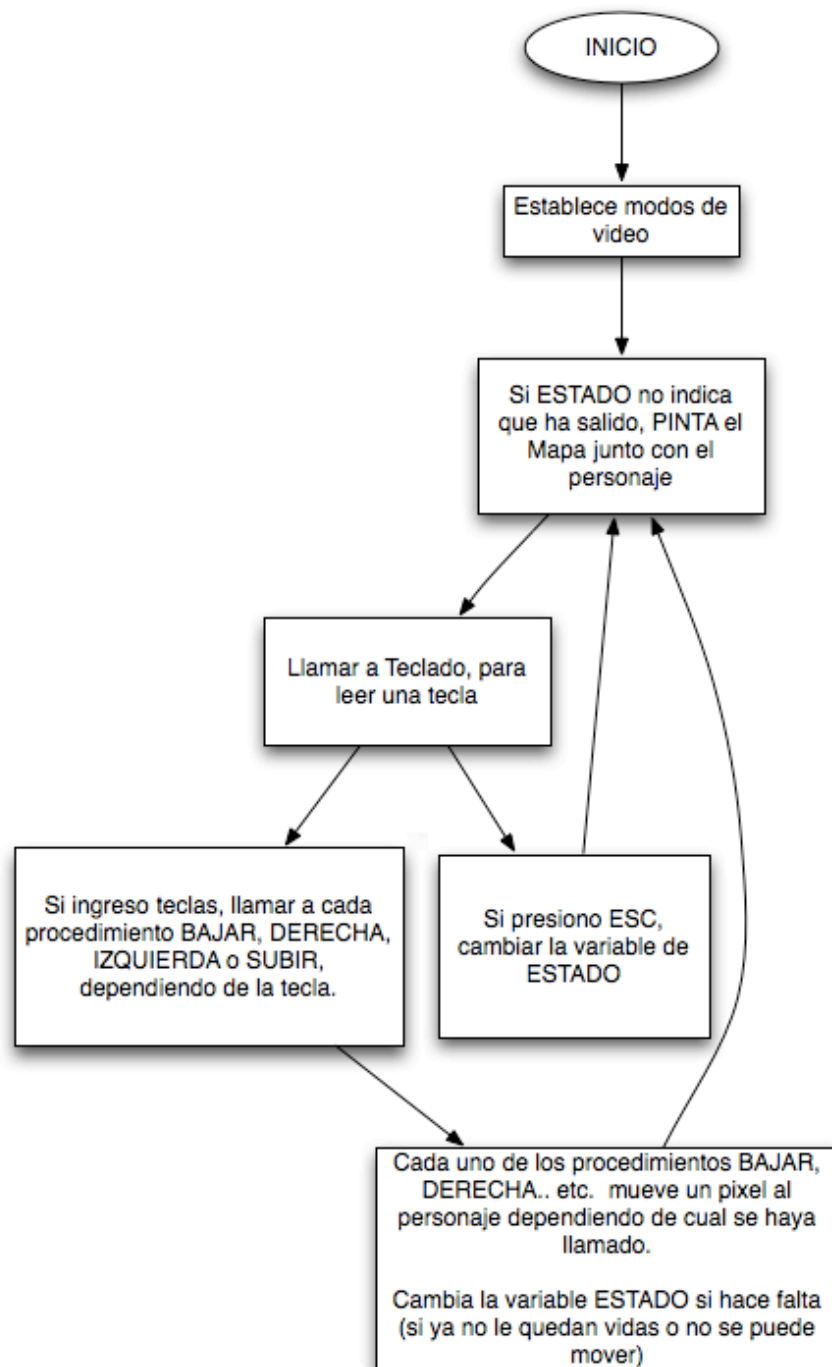 INICIO
Establece modos de
video
Si ESTADO no indica
que ha salido, PINTA el
Mapa junto con el
personaje
Llamar a Teclado, para
leer una tecla
Si ingreso teclas, llamar a cada
procedimiento BAJAR, DERECHA,
IZQUIERDA o SUBIR,
dependiendo de la tecla.
Si presiono ESC,
cambiar la variable de
ESTADO
Cada uno de los procedimientos BAJAR,
DERECHA.. etc. mueve un pixel al
personaje dependiendo de cual se haya
llamado.
Cambia la variable ESTADO si hace falta
(si ya no le quedan vidas o no se puede
mover)